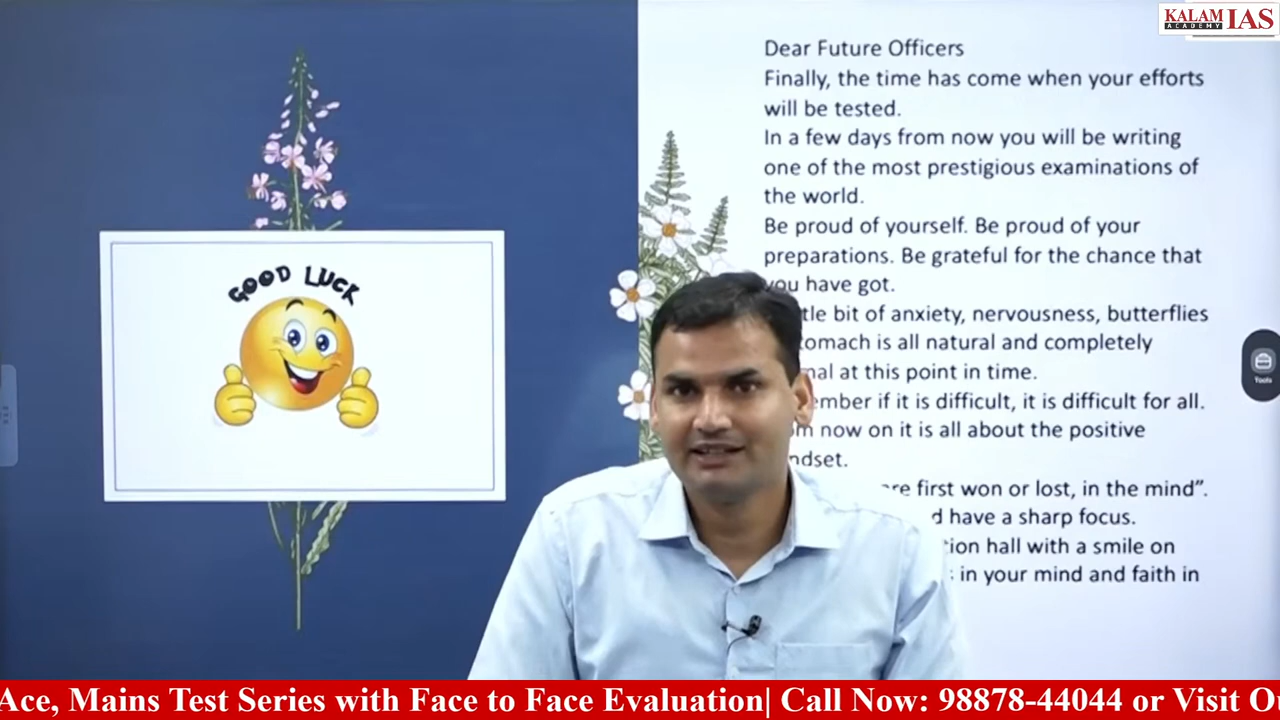 KALAM IAS
ACADEMY
GOOD LUCK
Dear Future Officers
Finally, the time has come when your efforts
will be tested.
In a few days from now you will be writing
one of the most prestigious examinations of
the world.
Be proud of yourself. Be proud of your
preparations. Be grateful for the chance that
you have got.
bit of anxiety, nervousness, butterflies
is all natural and completely
at this point in time.
if it is difficult, it is difficult for all.
now on it is all about the positive
first won or lost, in the mind”.
have a sharp focus.
hall with a smile on
in your mind and faith in
Tools
Ace, Mains Test Series with Face to Face Evaluation| Call Now: 98878-44044 or Visit